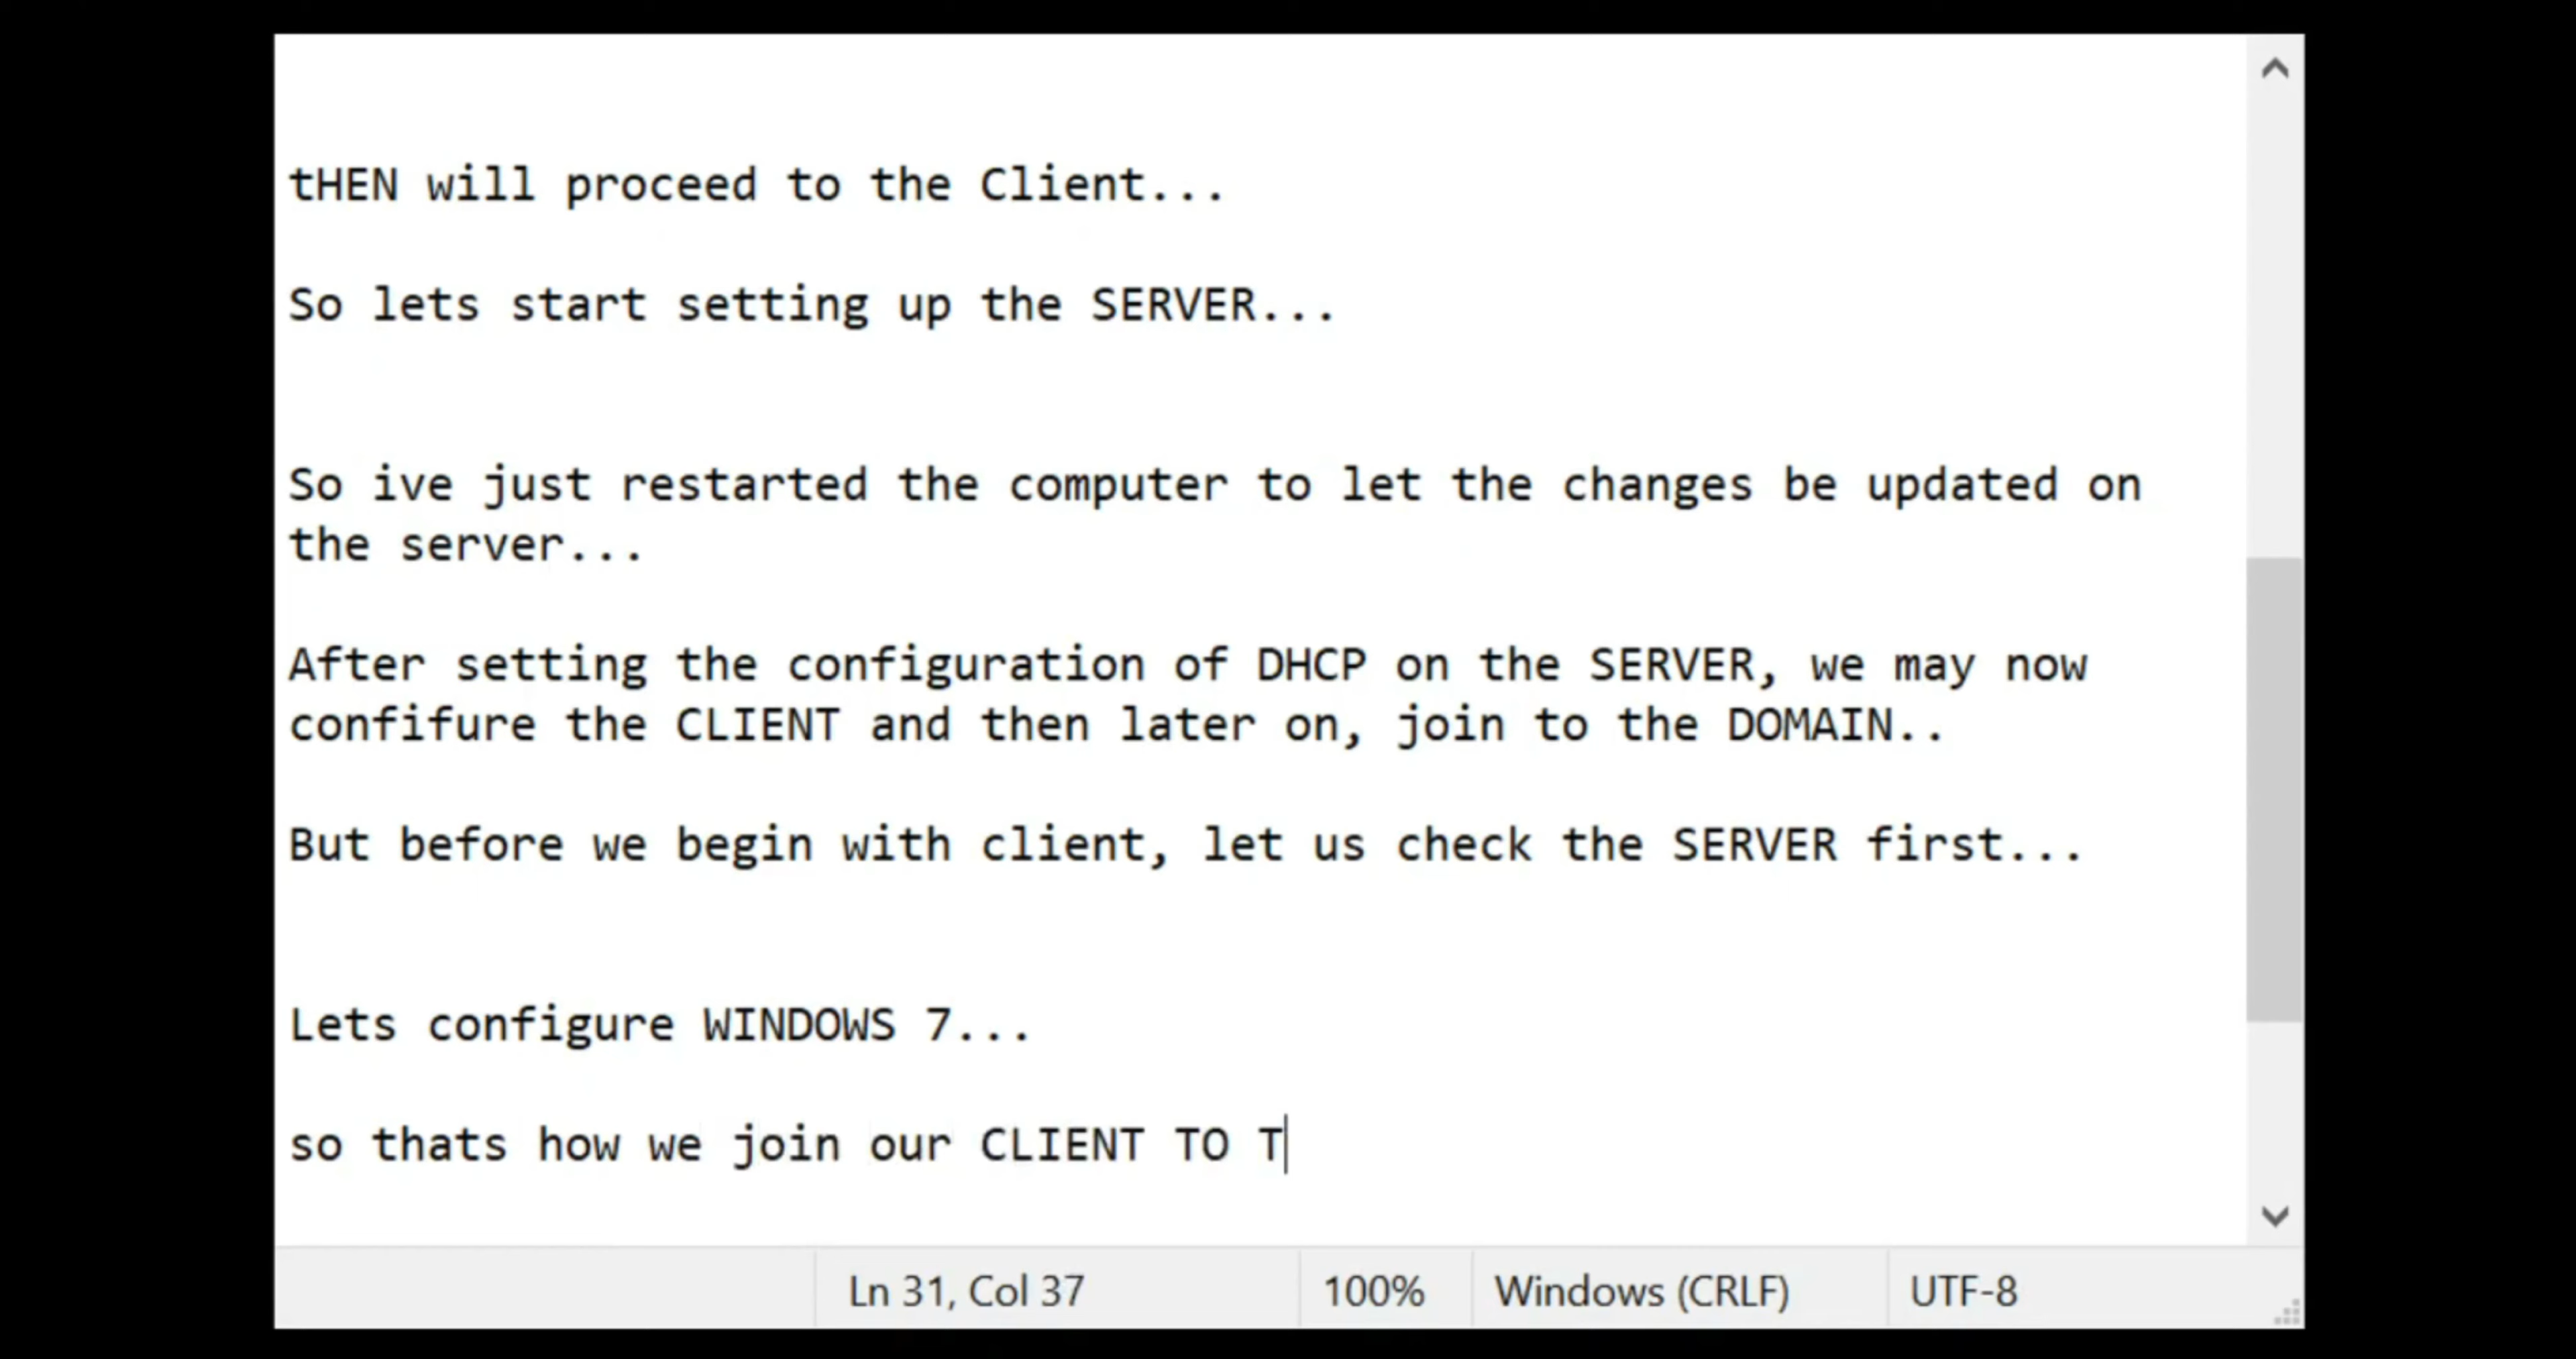 tHEN will proceed to the Client...
So lets start setting up the SERVER...
So ive just restarted the computer to let the changes be updated on
the server...
After setting the configuration of DHCP on the SERVER, we may now
confifure the CLIENT and then later on, join to the DOMAIN..
But before we begin with client, let us check the SERVER first...
Lets configure WINDOWS 7...
so thats how we join our CLIENT TO T
Ln 31, Col 37 100% Windows (CRLF) UTF-8